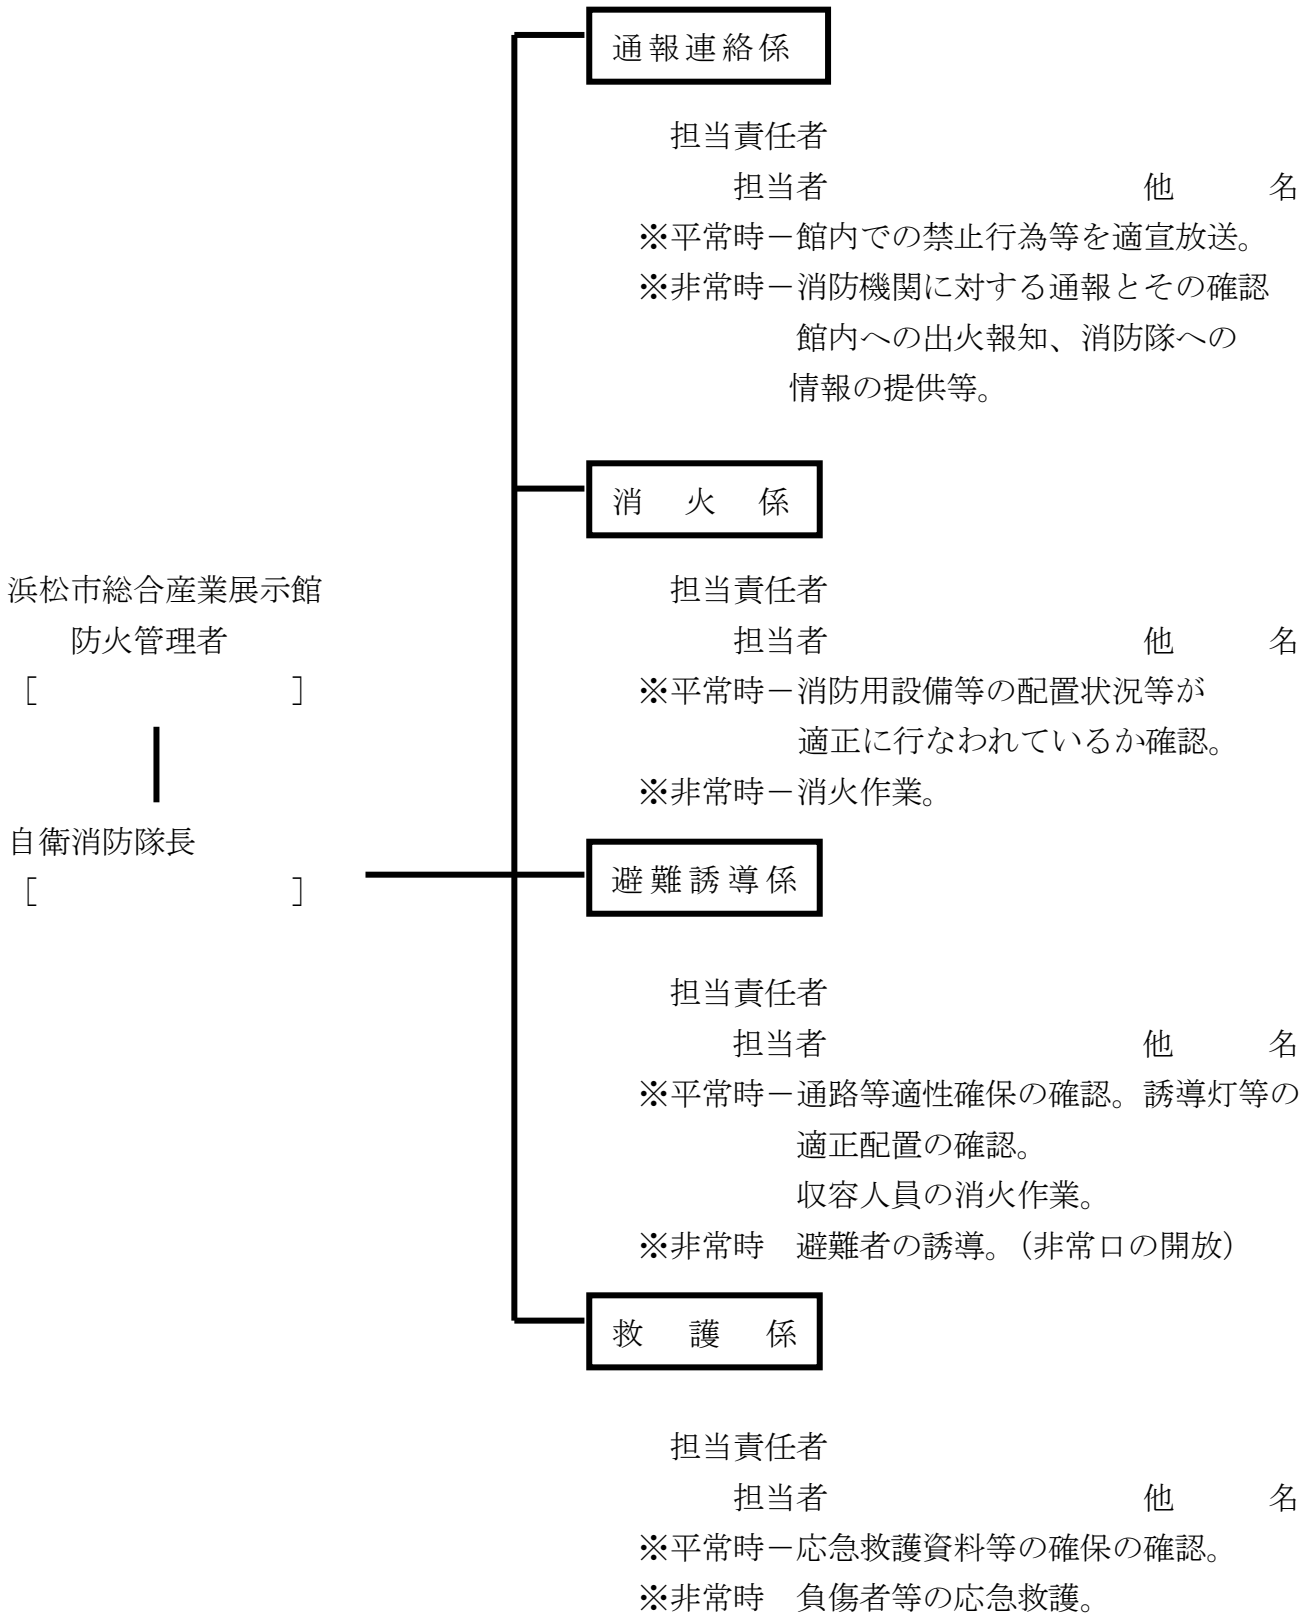 通報連絡係
担当責任者
担当者　　　　　　　　　　他　　　名
※平常時－館内での禁止行為等を適宣放送。
※非常時－消防機関に対する通報とその確認
館内への出火報知、消防隊への
情報の提供等。
消　火　係
浜松市総合産業展示館
防火管理者
［　　　　　　　　］
自衛消防隊長
［　　　　　　　　］
担当責任者
担当者　　　　　　　　　　他　　　名
※平常時－消防用設備等の配置状況等が
適正に行なわれているか確認。
※非常時－消火作業。
避難誘導係
担当責任者
担当者　　　　　　　　　　他　　　名
※平常時－通路等適性確保の確認。誘導灯等の
適正配置の確認。
収容人員の消火作業。
※非常時　避難者の誘導。（非常口の開放）
救　護　係
担当責任者
担当者　　　　　　　　　　他　　　名
※平常時－応急救護資料等の確保の確認。
※非常時　負傷者等の応急救護。